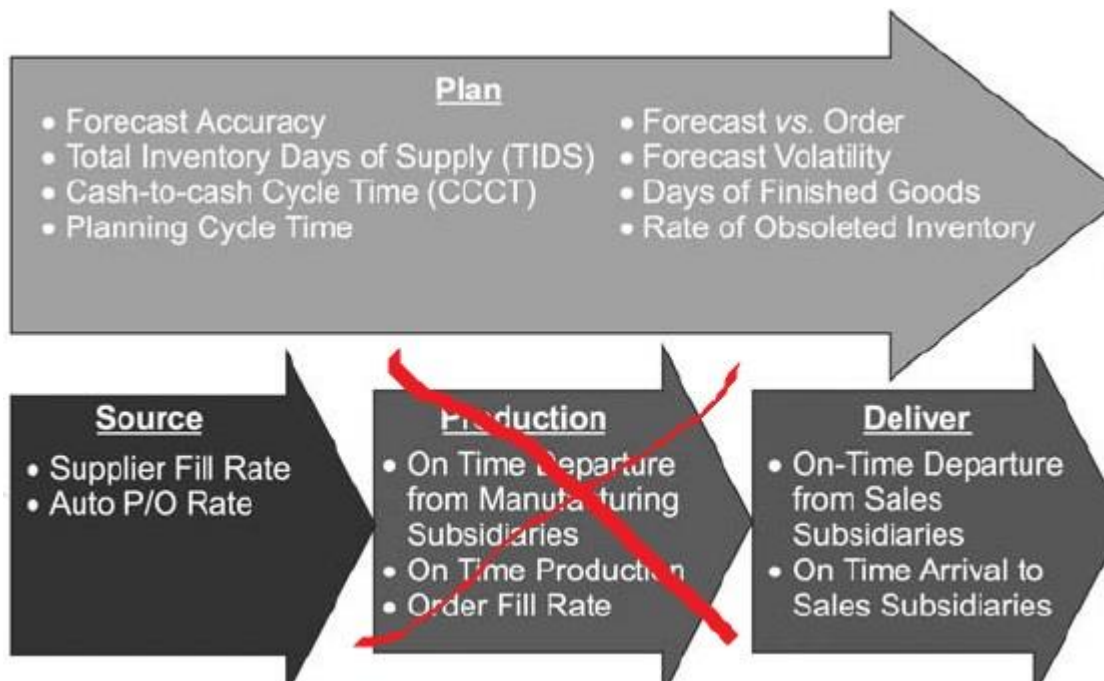 Plan
• Forecast Accuracy
• Total Inventory Days of Supply (TIDS)
• Cash-to-cash Cycle Time (CCCT)
• Planning Cycle Time
• Forecast vs. Order
• Forecast Volatility
• Days of Finished Goods
• Rate of Obsoleted Inventory
Source
• Supplier Fill Rate
• Auto P/O Rate
Production
• On Time Departure
from Manufacturing
Subsidiaries
• On Time Production
• Order Fill Rate
Deliver
• On-Time Departure
from Sales
Subsidiaries
• On Time Arrival to
Sales Subsidiaries